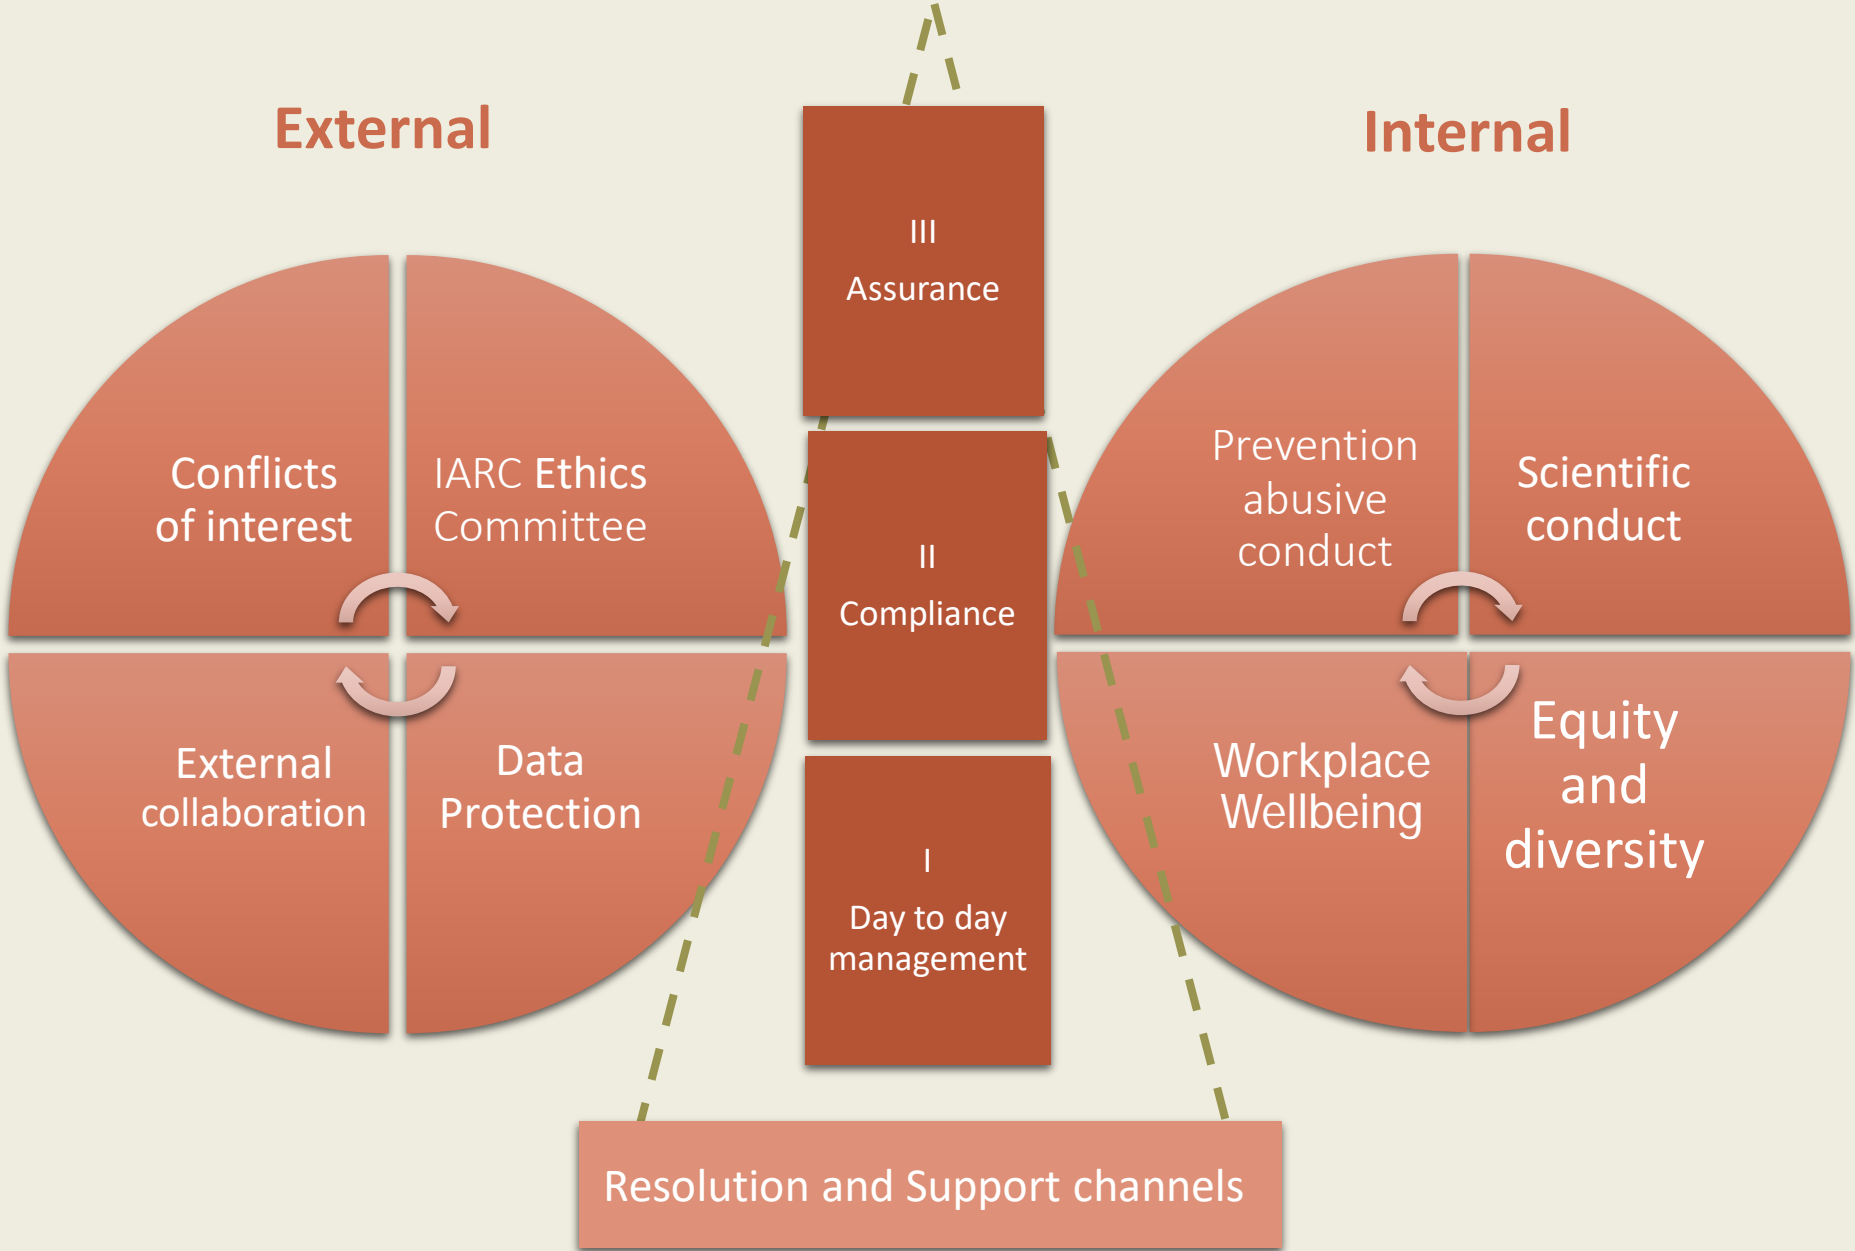 External
Conflicts
of interest
IARC Ethics
Committee
External
collaboration
Data
Protection
III
Assurance
II
Compliance
I
Day to day
management
Internal
Prevention
abusive
conduct
Scientific
conduct
Workplace
Wellbeing
Equity
and
diversity
Resolution and Support channels